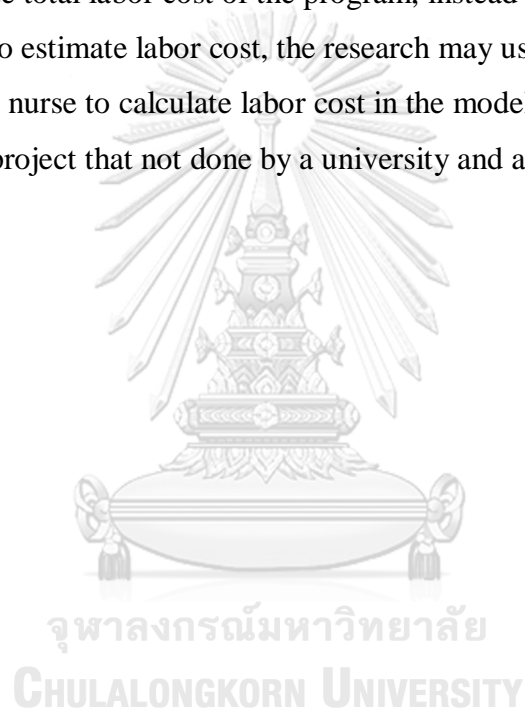 e total labor cost of the program, instead
o estimate labor cost, the research may us
nurse to calculate labor cost in the model
project that not done by a university and a
จุฬาลงกรณ์มหาวิทยาลัย
CHULALONGKORN UNIVERSITY